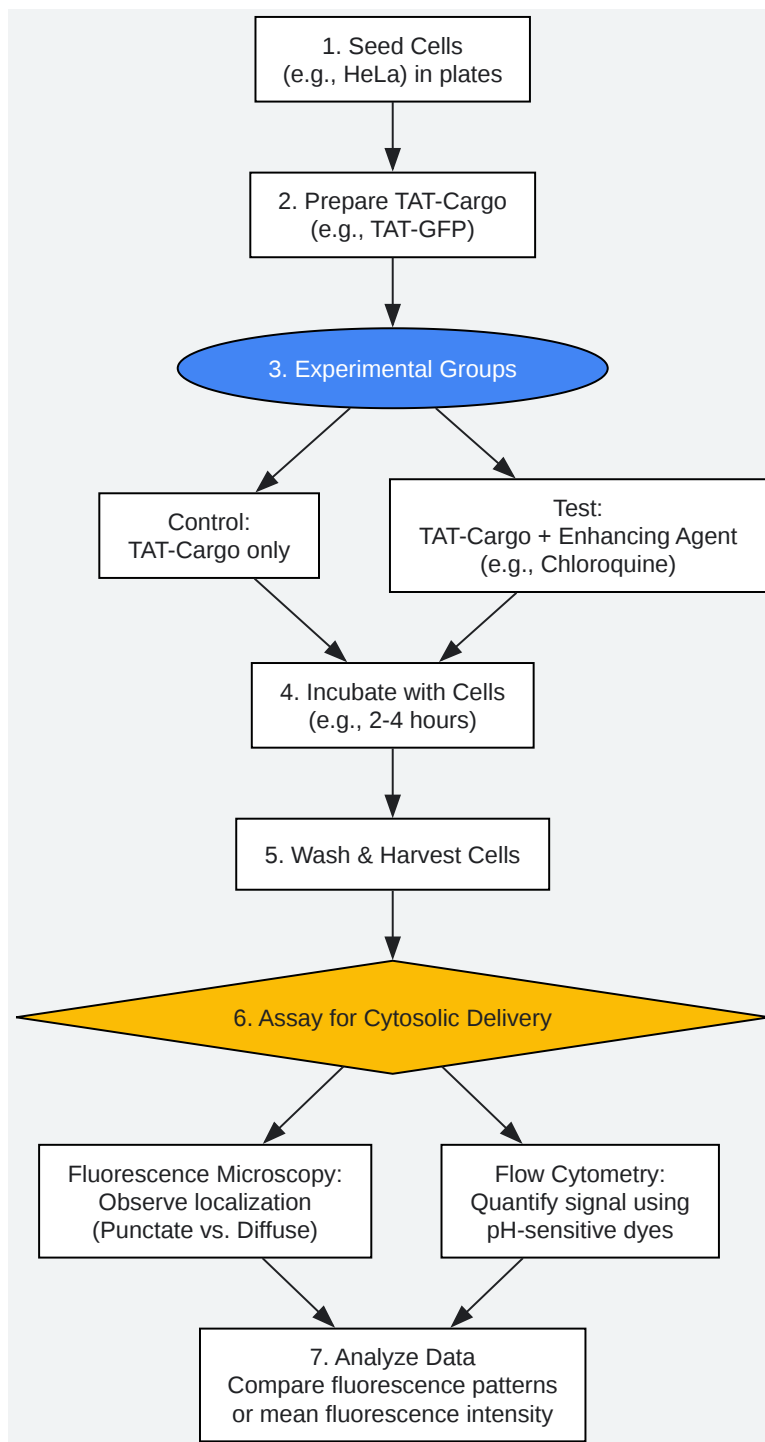 1. Seed Cells
(e.g., HeLa) in plates
2. Prepare TAT-Cargo
(e.g., TAT-GFP)
3. Experimental Groups
Control:
TAT-Cargo only
Test:
TAT-Cargo + Enhancing Agent
(e.g., Chloroquine)
4. Incubate with Cells
(e.g., 2-4 hours)
5. Wash & Harvest Cells
6. Assay for Cytosolic Delivery
Fluorescence Microscopy:
Observe localization
(Punctate vs. Diffuse)
Flow Cytometry:
Quantify signal using
pH-sensitive dyes
7. Analyze Data
Compare fluorescence patterns
or mean fluorescence intensity